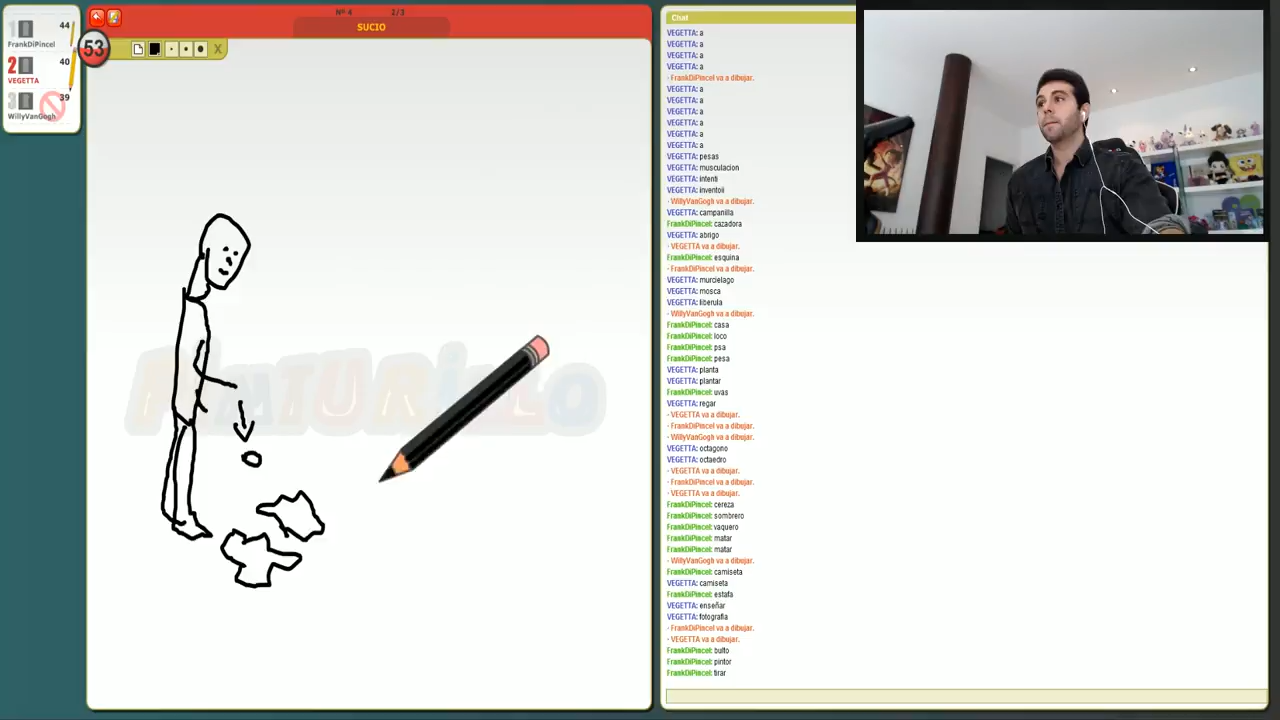 Nº 4
2/3
SUCIO
53
1
44
FrankDiPincel
2
40
VEGETTA
3
39
WillyVanGogh
X
Chat
VEGETTA: a
VEGETTA: a
VEGETTA: a
VEGETTA: a
· FrankDiPincel va a dibujar.
VEGETTA: a
VEGETTA: a
VEGETTA: a
VEGETTA: a
VEGETTA: a
VEGETTA: a
VEGETTA: pesas
VEGETTA: musculacion
VEGETTA: intenti
VEGETTA: inventoii
· WillyVanGogh va a dibujar.
VEGETTA: campanilla
FrankDiPincel: cazadora
VEGETTA: abrigo
· VEGETTA va a dibujar.
FrankDiPincel: esquina
· FrankDiPincel va a dibujar.
VEGETTA: murcielago
VEGETTA: mosca
VEGETTA: liberula
· WillyVanGogh va a dibujar.
FrankDiPincel: casa
FrankDiPincel: loco
FrankDiPincel: psa
FrankDiPincel: pesa
VEGETTA: planta
VEGETTA: plantar
FrankDiPincel: uvas
VEGETTA: regar
· VEGETTA va a dibujar.
· FrankDiPincel va a dibujar.
· WillyVanGogh va a dibujar.
VEGETTA: octagono
VEGETTA: octaedro
· VEGETTA va a dibujar.
· FrankDiPincel va a dibujar.
· VEGETTA va a dibujar.
FrankDiPincel: cereza
FrankDiPincel: sombrero
FrankDiPincel: vaquero
FrankDiPincel: matar
FrankDiPincel: matar
· WillyVanGogh va a dibujar.
FrankDiPincel: camiseta
VEGETTA: camiseta
FrankDiPincel: estafa
VEGETTA: enseñar
VEGETTA: fotografia
· FrankDiPincel va a dibujar.
· VEGETTA va a dibujar.
FrankDiPincel: bulto
FrankDiPincel: pintor
FrankDiPincel: tirar